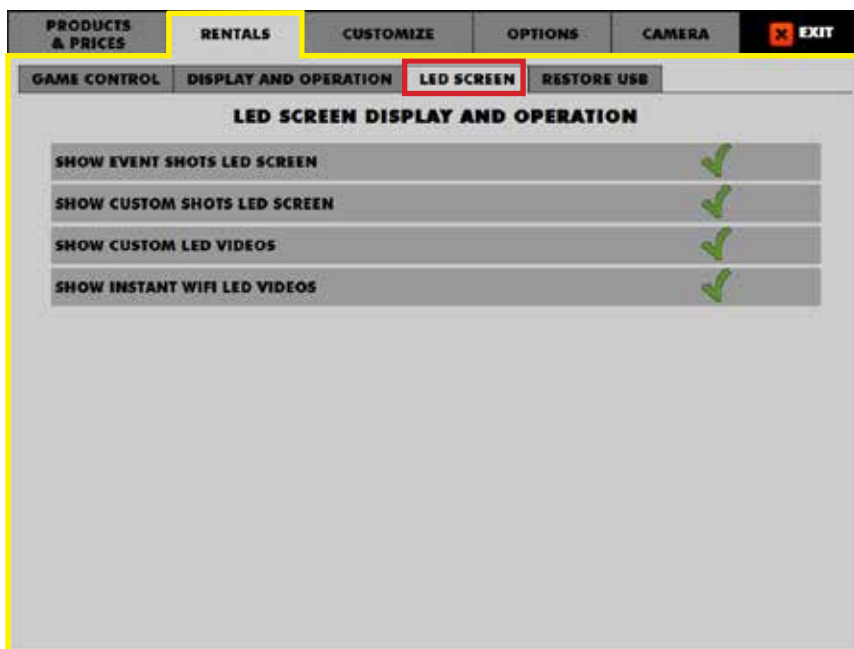 PRODUCTS
& PRICES
RENTALS
CUSTOMIZE
OPTIONS
CAMERA
EXIT
GAME CONTROL
DISPLAY AND OPERATION
LED SCREEN
RESTORE USB
LED SCREEN DISPLAY AND OPERATION
SHOW EVENT SHOTS LED SCREEN
SHOW CUSTOM SHOTS LED SCREEN
SHOW CUSTOM LED VIDEOS
SHOW INSTANT WIFI LED VIDEOS